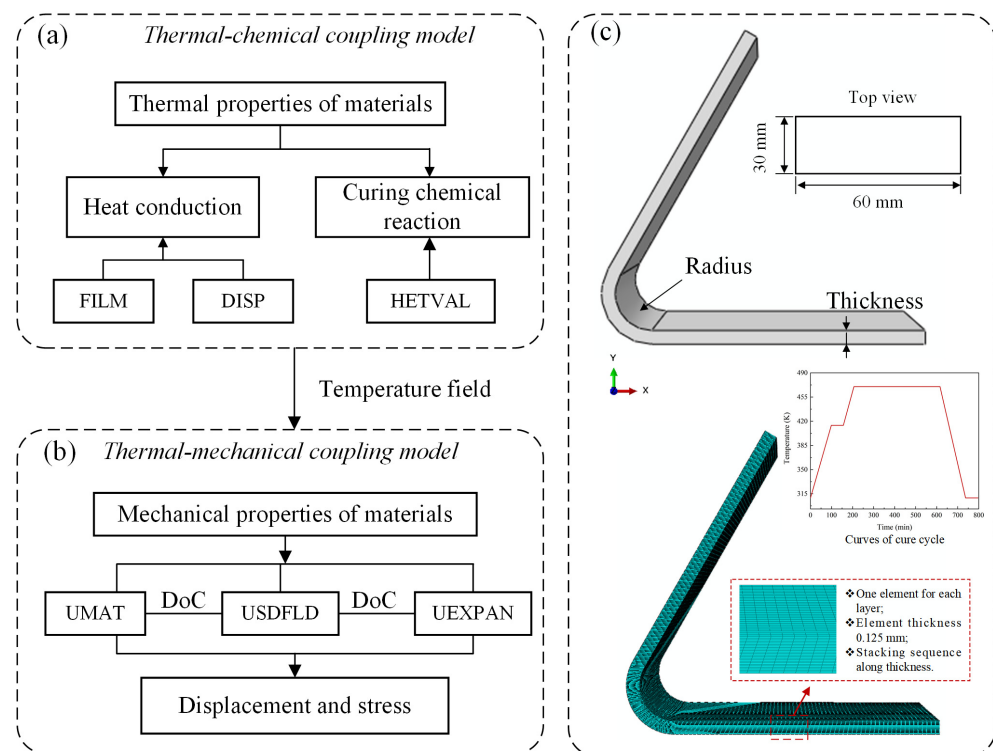 (a)
Thermal-chemical coupling model
Thermal properties of materials
Heat conduction
Curing chemical
reaction
FILM
DISP
HETVAL
Temperature field
(b)
Thermal-mechanical coupling model
Mechanical properties of materials
UMAT
DoC
USDFLD
DoC
UEXPAN
Displacement and stress
(c)
Top view
30 mm
60 mm
Radius
Thickness
Y
X
490
455
420
385
350
315
Temperature (K)
0 100 200 300 400 500 600 700 800
Time (min)
Curves of cure cycle
❖One element for each
layer;
❖Element thickness
0.125 mm;
❖Stacking sequence
along thickness.